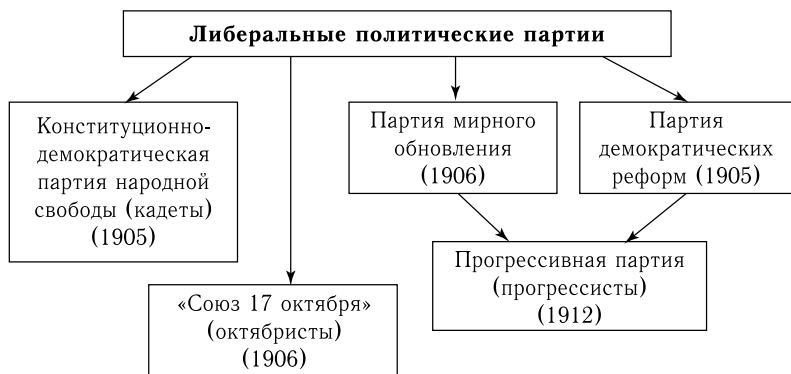 Либеральные политические партии
Конституционно-
демократическая
партия народной
свободы (кадеты)
(1905)
«Союз 17 октября»
(октябристы)
(1906)
Партия мирного
обновления
(1906)
Партия
демократических
реформ (1905)
Прогрессивная партия
(прогрессисты)
(1912)